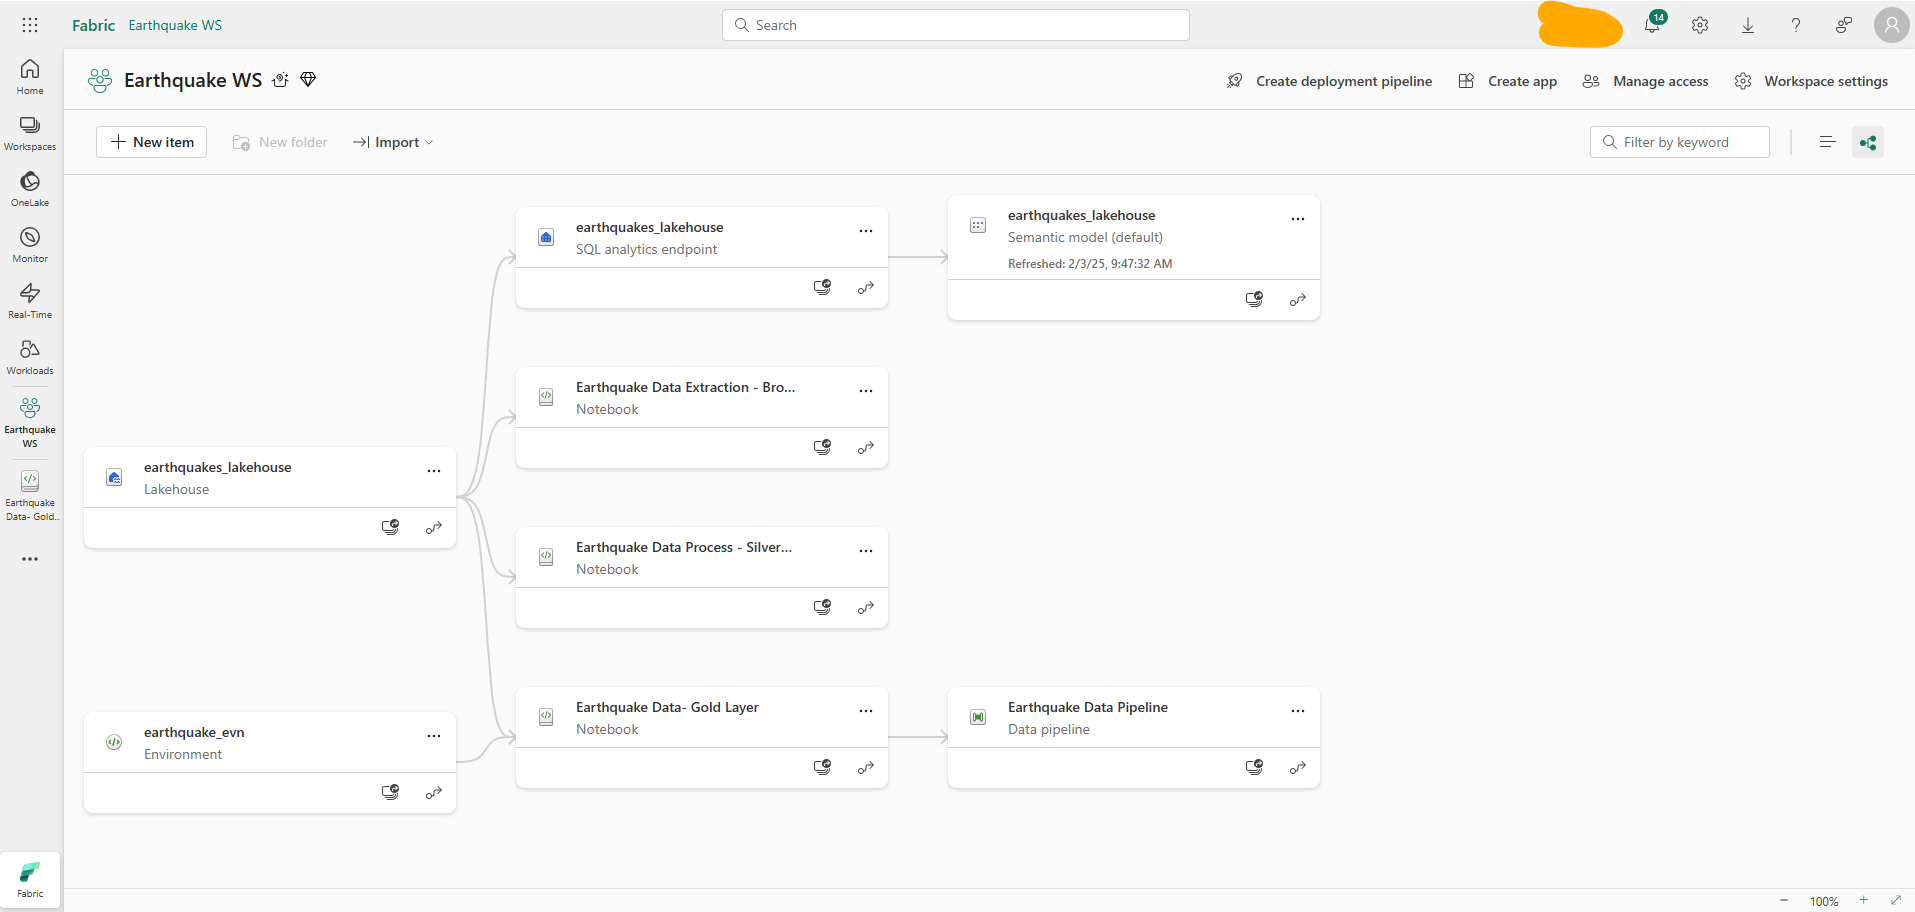 Fabric Earthquake WS
Search
14
Home
Workspaces
OneLake
Monitor
Real-Time
Workloads
Earthquake
WS
Earthquake
Data- Gold..
Fabric
Earthquake WS
Create deployment pipeline
Create app
Manage access
Workspace settings
New item
New folder
Import
Filter by keyword
earthquakes_lakehouse
SQL analytics endpoint
earthquakes_lakehouse
Semantic model (default)
Refreshed: 2/3/25, 9:47:32 AM
Earthquake Data Extraction - Bro...
Notebook
earthquakes_lakehouse
Lakehouse
Earthquake Data Process - Silver...
Notebook
earthquake_evn
Environment
Earthquake Data- Gold Layer
Notebook
Earthquake Data Pipeline
Data pipeline
100%